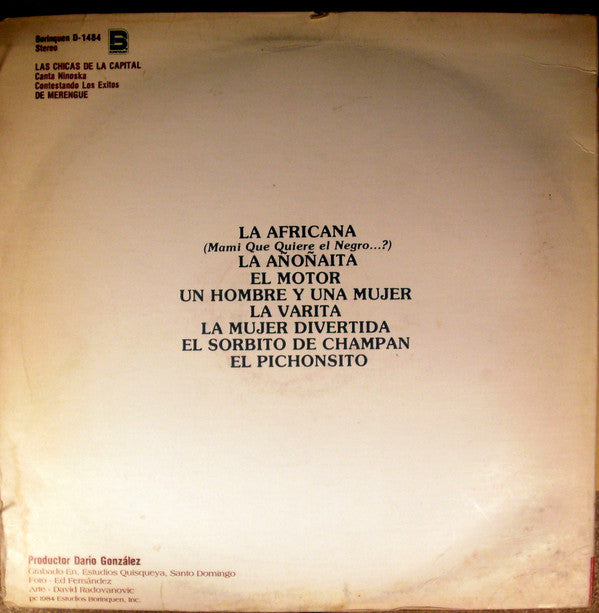 Borinquen D-1484
Stereo
B
LAS CHICAS DE LA CAPITAL
Canta Ninoska
Contestando Los Exitos
DE MERENGUE
LA AFRICANA
(Mami Que Quiere el Negro...?)
LA AÑOÑAITA
EL MOTOR
UN HOMBRE Y UNA MUJER
LA VARITA
LA MUJER DIVERTIDA
EL SORBITO DE CHAMPAN
EL PICHONSITO
Productor Darío González
Grabado En, Estudios Quisqueya, Santo Domingo
Foto - Ed Fernández
Arte - David Radovanovic
pc 1984 Estudios Borinquen, Inc.